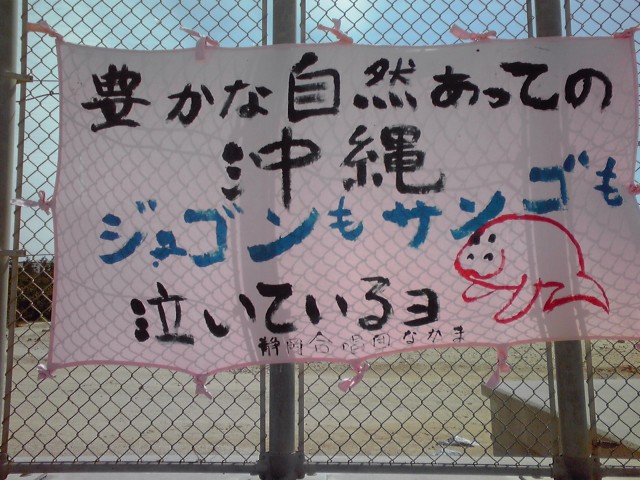 豊かな自然あっての
沖縄
ジュゴンもサンゴも
泣いているヨ
静岡合唱団なかま